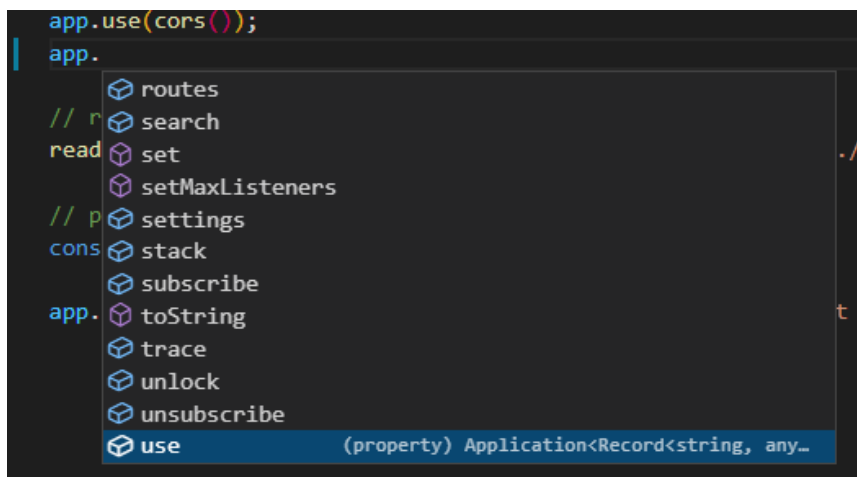 app.use(cors());
app.
routes
// r
search
read
set
./
setMaxListeners
// p
settings
cons
stack
subscribe
app.
toString
t
trace
unlock
unsubscribe
use (property) Application<Record<string, any…